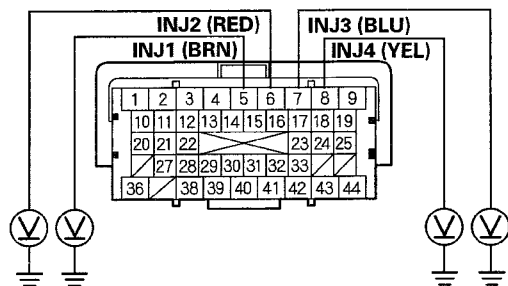 INJ2 (RED) INJ3 (BLU)
INJ1 (BRN) INJ4 (YEL)
1 2 3 4 5 6 7 8 9
10 11 12 13 14 15 16 17 18 19
20 21 22 23 24 25
27 28 29 30 31 32 33
36 38 39 40 41 42 43 44
V V V V